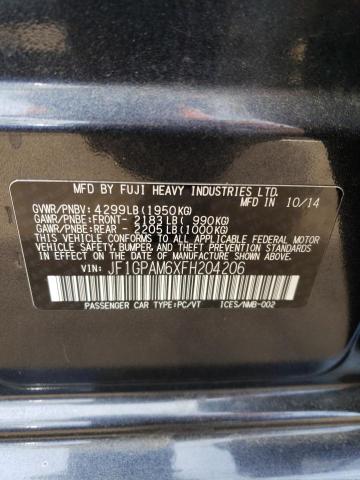 MFD BY FUJI HEAVY INDUSTRIES LTD.
MFD IN 10/14
GVWR/PNBV: 4299LB(1950KG)
GAWR/PNBE:FRONT- 2183LB( 990KG)
GAWR/PNBE:REAR - 2205LB(1000KG)
THIS VEHICLE CONFORMS TO ALL APPLICABLE FEDERAL MOTOR
VEHICLE SAFETY, BUMPER, AND THEFT PREVENTION STANDARDS
IN EFFECT ON THE DATE OF MANUFACTURE SHOWN ABOVE.
VIN: JF1GPAM6XFH204206
PASSENGER CAR TYPE:PC/VT ICES/NMB-002